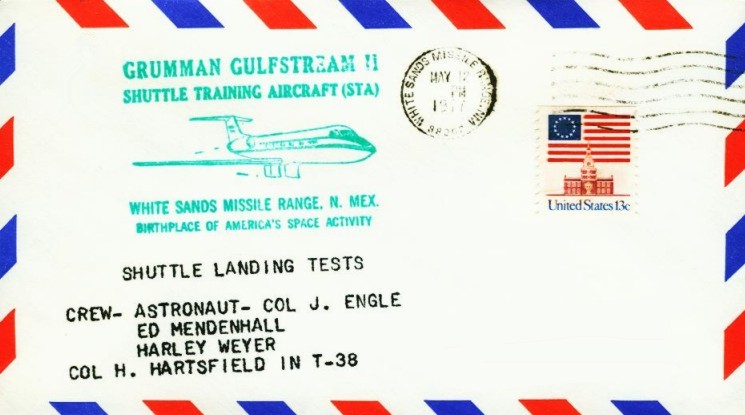 GRUMMAN GULFSTREAM II
SHUTTLE TRAINING AIRCRAFT (STA)
WHITE SANDS MISSILE RANGE, N. MEX.
BIRTHPLACE OF AMERICA'S SPACE ACTIVITY
WHITE SANDS MISSILE
MAY 12
PM
1977
United States 13c
SHUTTLE LANDING TESTS
CREW- ASTRONAUT- COL J. ENGLE
ED MENDENHALL
HARLEY WEYER
COL H. HARTSFIELD IN T-38